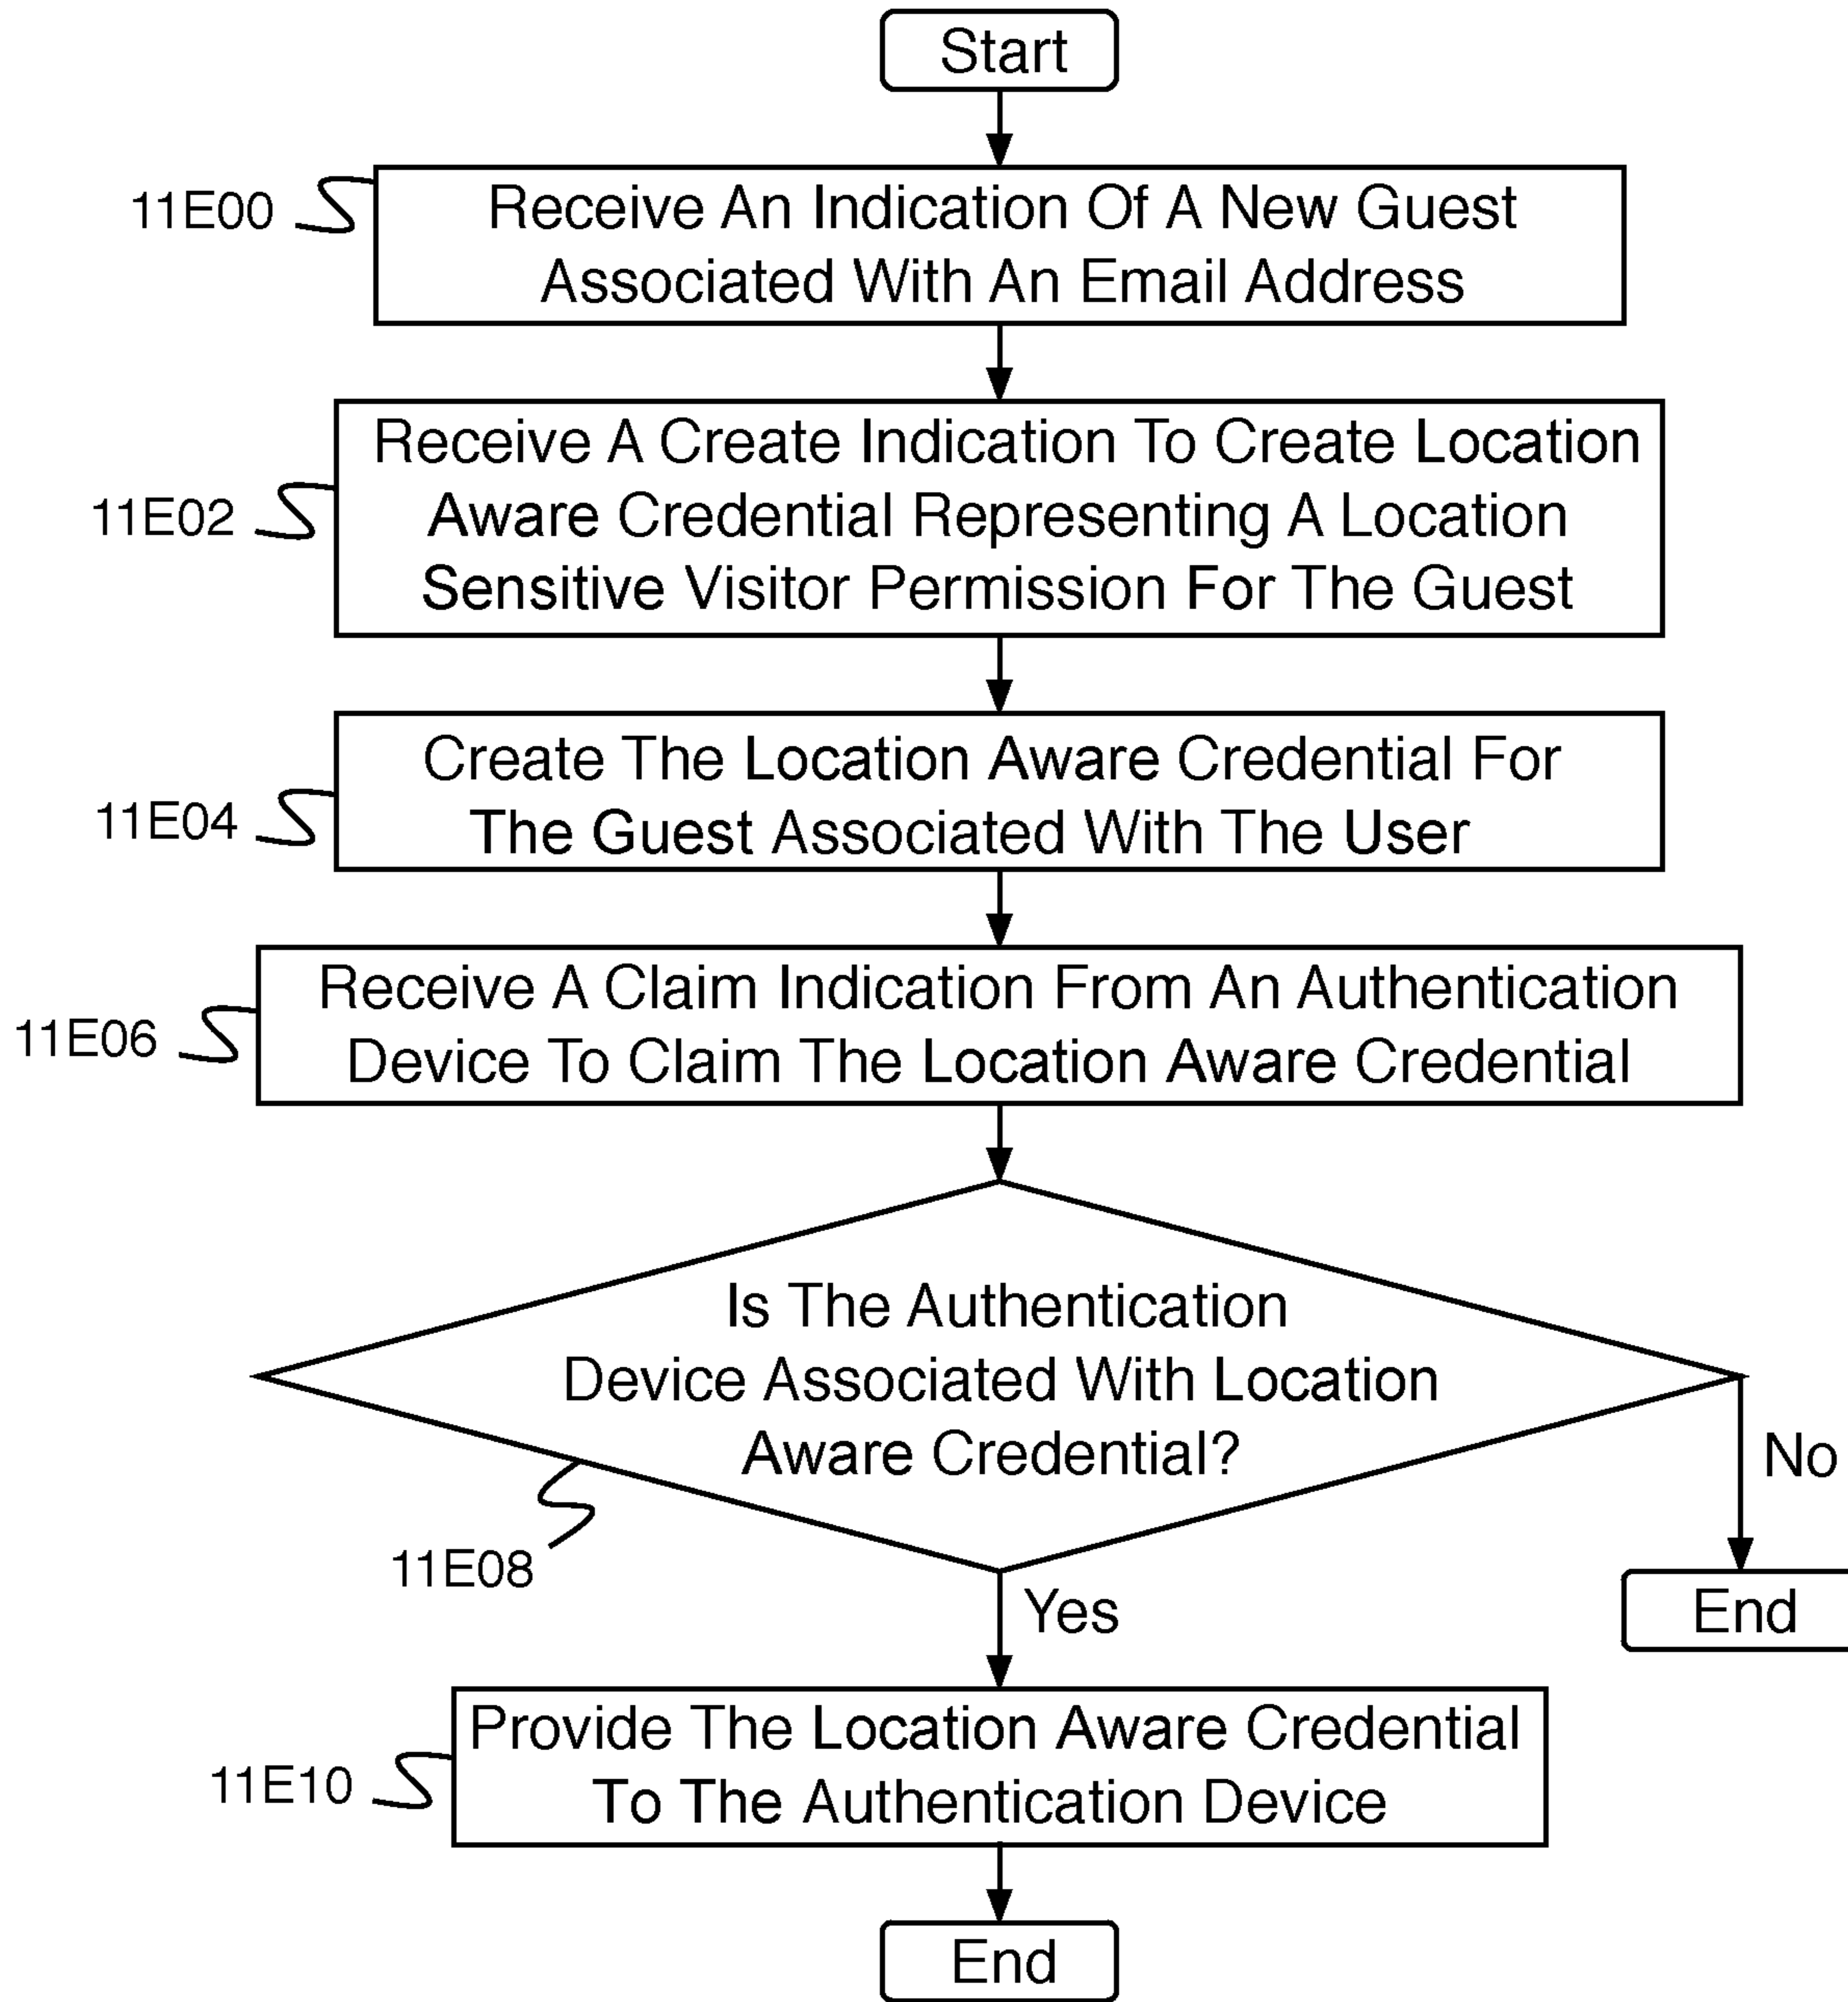 Start
11E00
Receive An Indication Of A New Guest
Associated With An Email Address
11E02
Receive A Create Indication To Create Location
Aware Credential Representing A Location
Sensitive Visitor Permission For The Guest
11E04
Create The Location Aware Credential For
The Guest Associated With The User
11E06
Receive A Claim Indication From An Authentication
Device To Claim The Location Aware Credential
Is The Authentication
Device Associated With Location
Aware Credential?
11E08
No
End
Yes
11E10
Provide The Location Aware Credential
To The Authentication Device
End